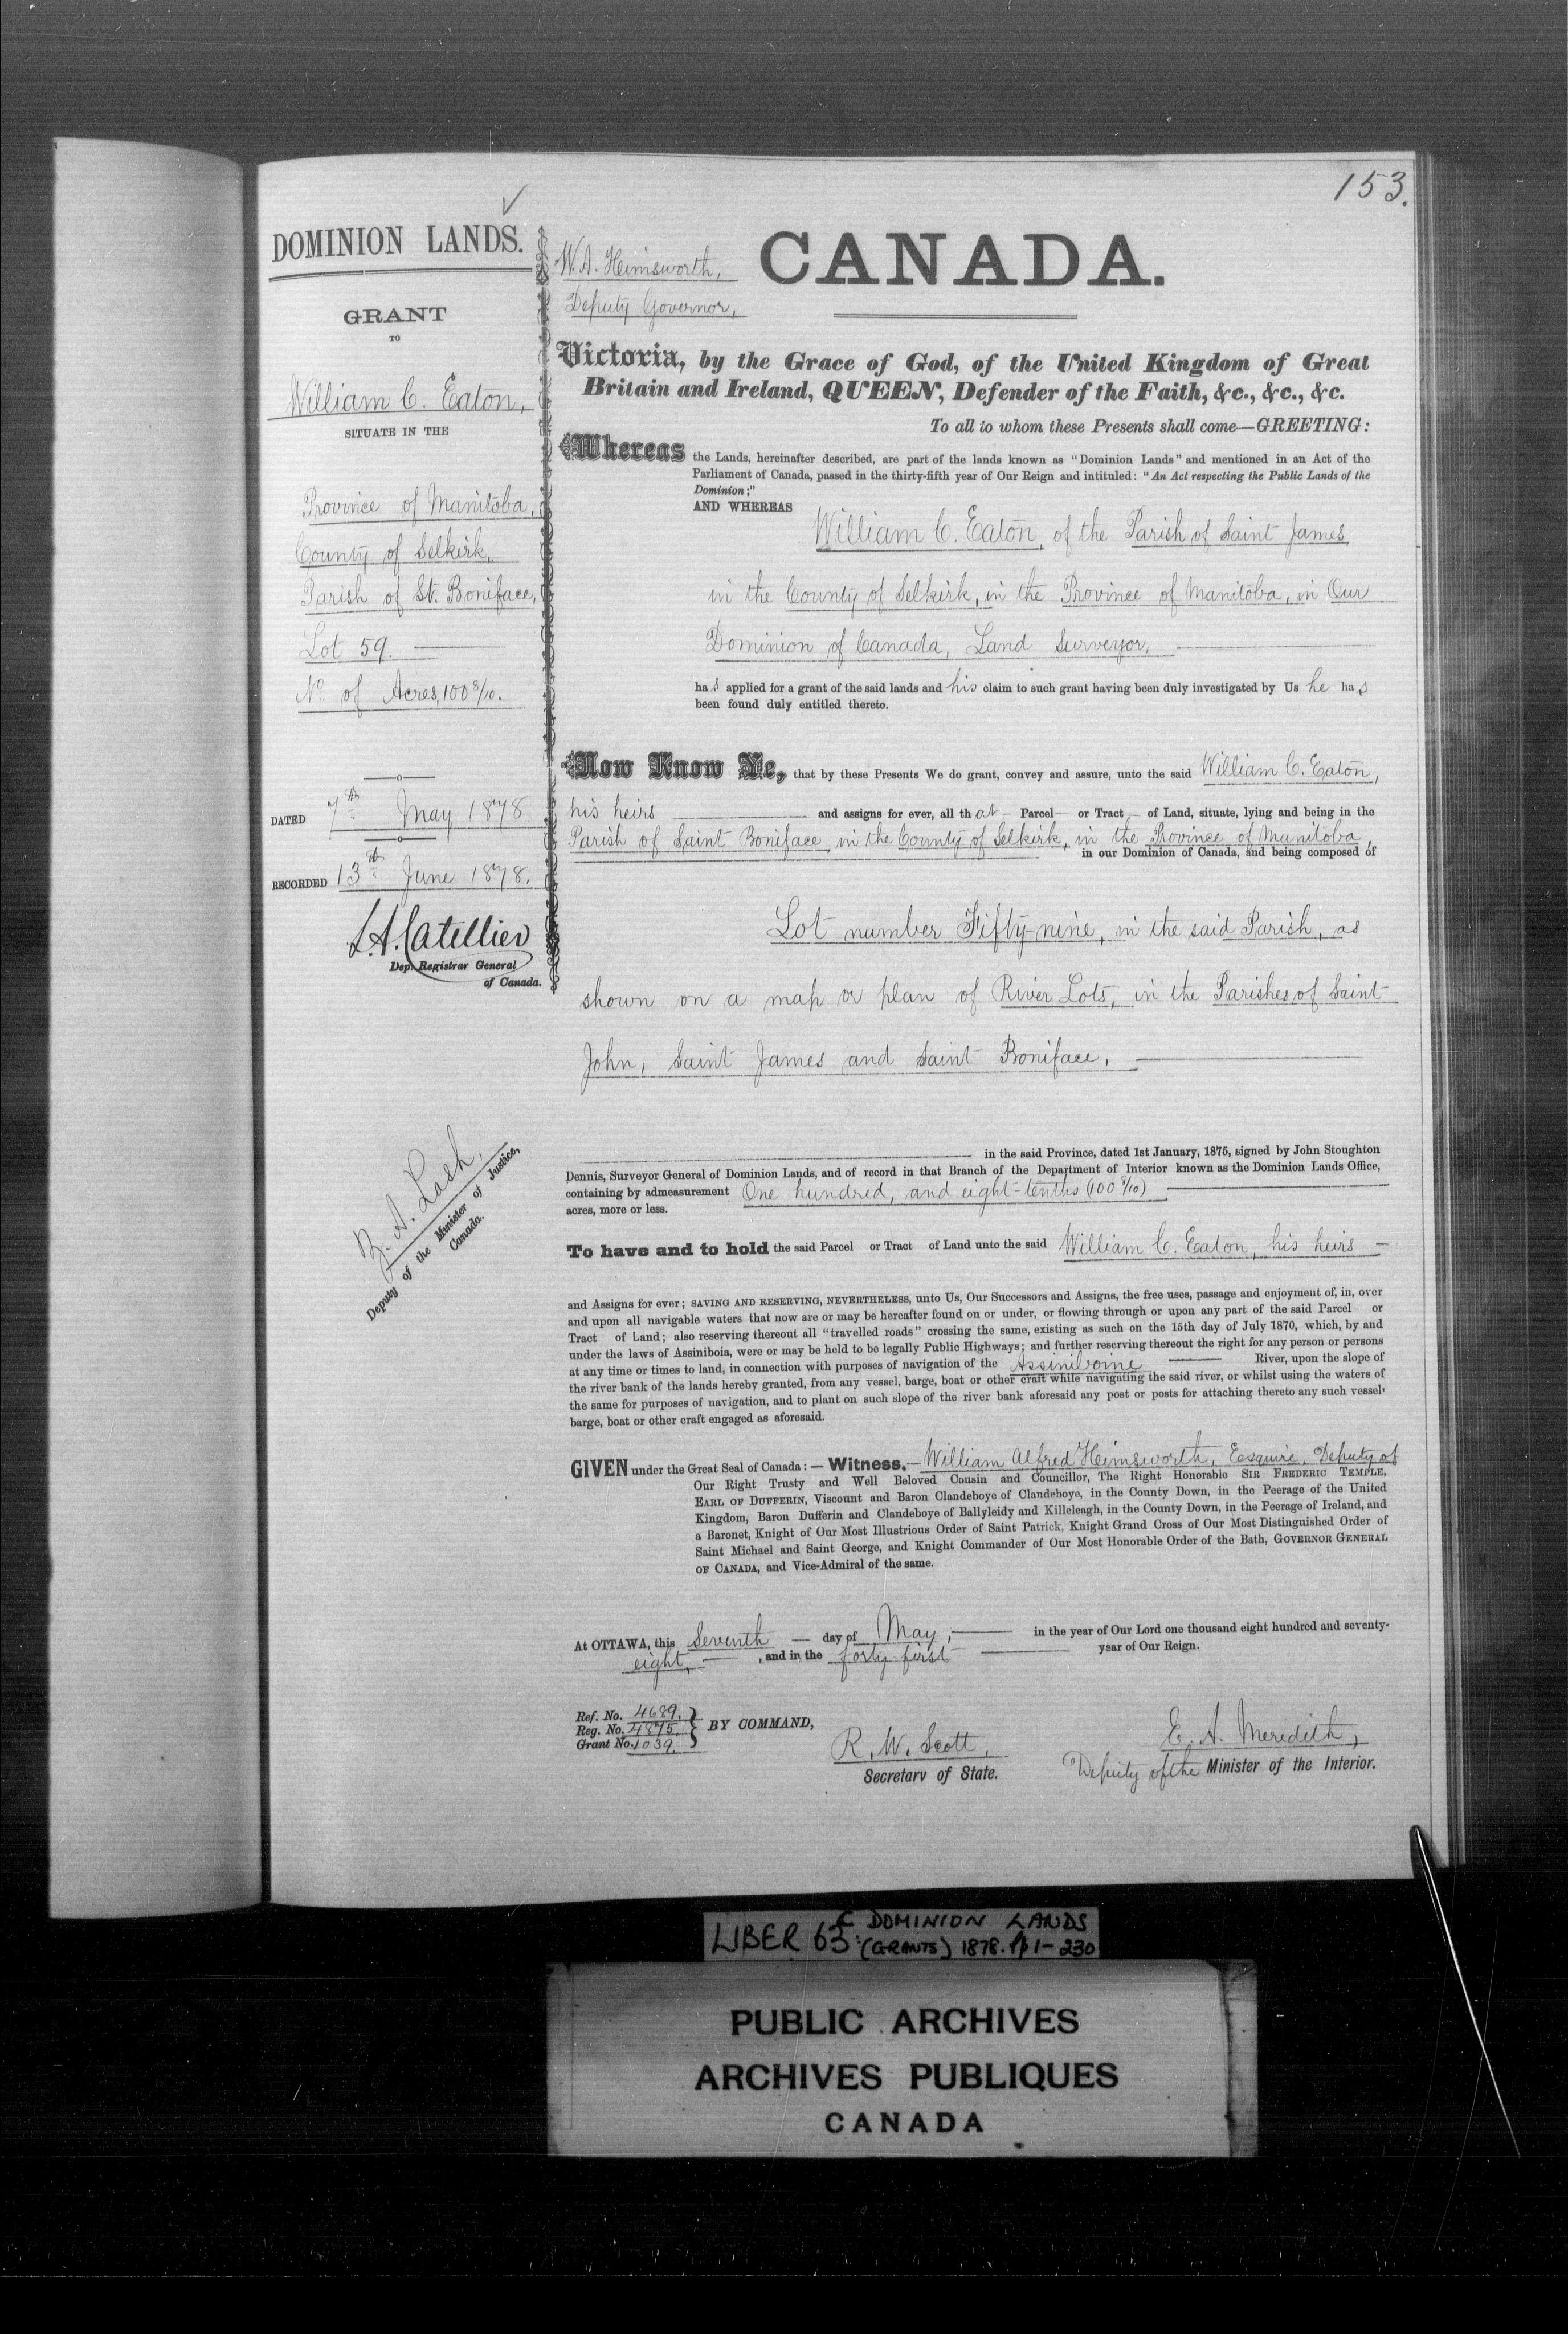 153.
DOMINION LANDS.
GRANT
TO
William C. Eaton,
SITUATE IN THE
Province of Manitoba,
County of Selkirk,
Parish of St. Boniface,
Lot 59.
No. of Acres, 100 8/10.
DATED 7th May 1878
RECORDED 13th June 1878.
L.A. Catellier
Dep. Registrar General
of Canada.
Z. A. Lash,
Deputy of the Minister of Justice,
Canada.
W. A. Himsworth,
Deputy Governor,
CANADA.
Victoria, by the Grace of God, of the United Kingdom of Great
Britain and Ireland, QUEEN, Defender of the Faith, &c., &c., &c.
To all to whom these Presents shall come—GREETING:
Whereas the Lands, hereinafter described, are part of the lands known as "Dominion Lands" and mentioned in an Act of the
Parliament of Canada, passed in the thirty-fifth year of Our Reign and intituled: "An Act respecting the Public Lands of the
Dominion;"
AND WHEREAS
William C. Eaton, of the Parish of Saint James,
in the County of Selkirk, in the Province of Manitoba, in Our
Dominion of Canada, Land Surveyor,
has applied for a grant of the said lands and his claim to such grant having been duly investigated by Us he has
been found duly entitled thereto.
Now Know Ye, that by these Presents We do grant, convey and assure, unto the said William C. Eaton,
his heirs and assigns for ever, all that Parcel or Tract of Land, situate, lying and being in the
Parish of Saint Boniface, in the County of Selkirk, in the Province of Manitoba,
in our Dominion of Canada, and being composed of
Lot number Fifty-nine, in the said Parish, as
shown on a map or plan of River Lots, in the Parishes of Saint
John, Saint James and Saint Boniface,
in the said Province, dated 1st January, 1875, signed by John Stoughton
Dennis, Surveyor General of Dominion Lands, and of record in that Branch of the Department of Interior known as the Dominion Lands Office,
containing by admeasurement One hundred, and eight-tenths (100 8/10)
acres, more or less.
To have and to hold the said Parcel or Tract of Land unto the said William C. Eaton, his heirs —
and Assigns for ever; SAVING AND RESERVING, NEVERTHELESS, unto Us, Our Successors and Assigns, the free uses, passage and enjoyment of, in, over
and upon all navigable waters that now are or may be hereafter found on or under, or flowing through or upon any part of the said Parcel or
Tract of Land; also reserving thereout all "travelled roads" crossing the same, existing as such on the 15th day of July 1870, which, by and
under the laws of Assiniboia, were or may be held to be legally Public Highways; and further reserving thereout the right for any person or persons
at any time or times to land, in connection with purposes of navigation of the Assiniboine River, upon the slope of
the river bank of the lands hereby granted, from any vessel, barge, boat or other craft while navigating the said river, or whilst using the waters of
the same for purposes of navigation, and to plant on such slope of the river bank aforesaid any post or posts for attaching thereto any such vessel,
barge, boat or other craft engaged as aforesaid.
GIVEN under the Great Seal of Canada:—Witness,—William Alfred Himsworth, Esquire, Deputy of
Our Right Trusty and Well Beloved Cousin and Councillor, The Right Honorable SIR FREDERIC TEMPLE,
EARL OF DUFFERIN, Viscount and Baron Clandeboye of Clandeboye, in the County Down, in the Peerage of the United
Kingdom, Baron Dufferin and Clandeboye of Ballyleidy and Killeleagh, in the County Down, in the Peerage of Ireland, and
a Baronet, Knight of Our Most Illustrious Order of Saint Patrick, Knight Grand Cross of Our Most Distinguished Order of
Saint Michael and Saint George, and Knight Commander of Our Most Honorable Order of the Bath, GOVERNOR GENERAL
OF CANADA, and Vice-Admiral of the same.
At OTTAWA, this Seventh — day of May, in the year of Our Lord one thousand eight hundred and seventy-
eight, — , and in the forty first year of Our Reign.
Ref. No. 4689.
Reg. No. 4875.
Grant No. 1039.
BY COMMAND,
R. W. Scott,
Secretary of State.
E. A. Meredith,
Deputy of the Minister of the Interior.
LIBER 63C: DOMINION LANDS
(GRANTS) 1878. pp 1-230
PUBLIC ARCHIVES
ARCHIVES PUBLIQUES
CANADA